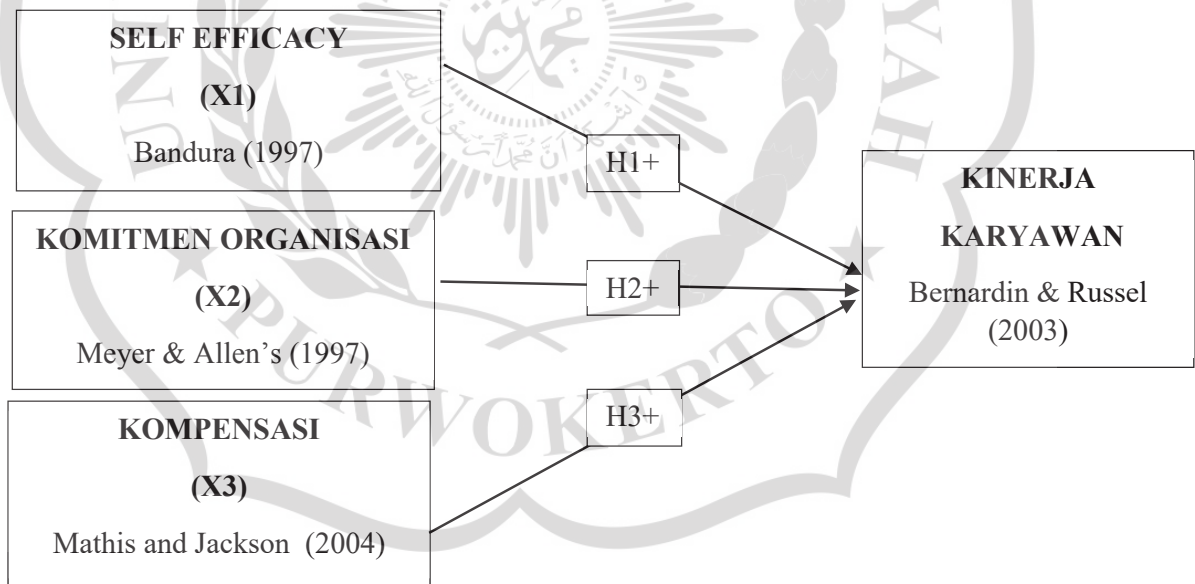 SELF EFFICACY
(X1)
Bandura (1997)
H1+
KOMITMEN ORGANISASI
(X2)
Meyer & Allen’s (1997)
H2+
KOMPENSASI
(X3)
Mathis and Jackson (2004)
H3+
KINERJA
KARYAWAN
Bernardin & Russel
(2003)
PURWOKERTO